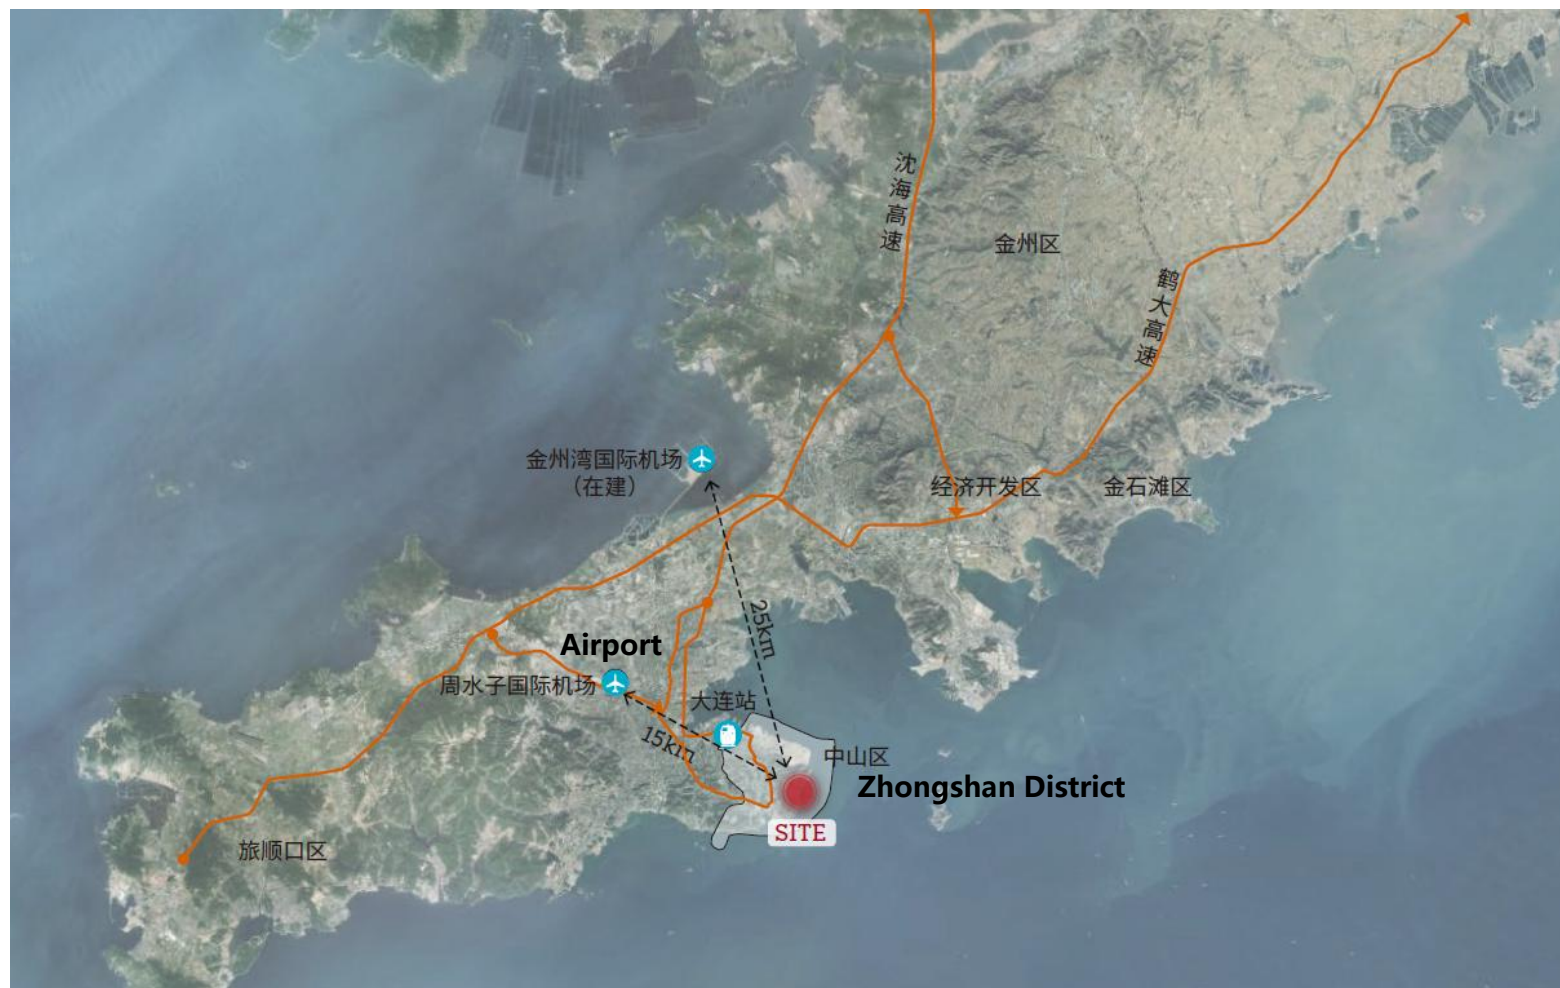 沈海高速
金州区
鹤大高速
金州湾国际机场
（在建）
经济开发区
金石滩区
25km
Airport
周水子国际机场
大连站
15km
中山区
Zhongshan District
SITE
旅顺口区